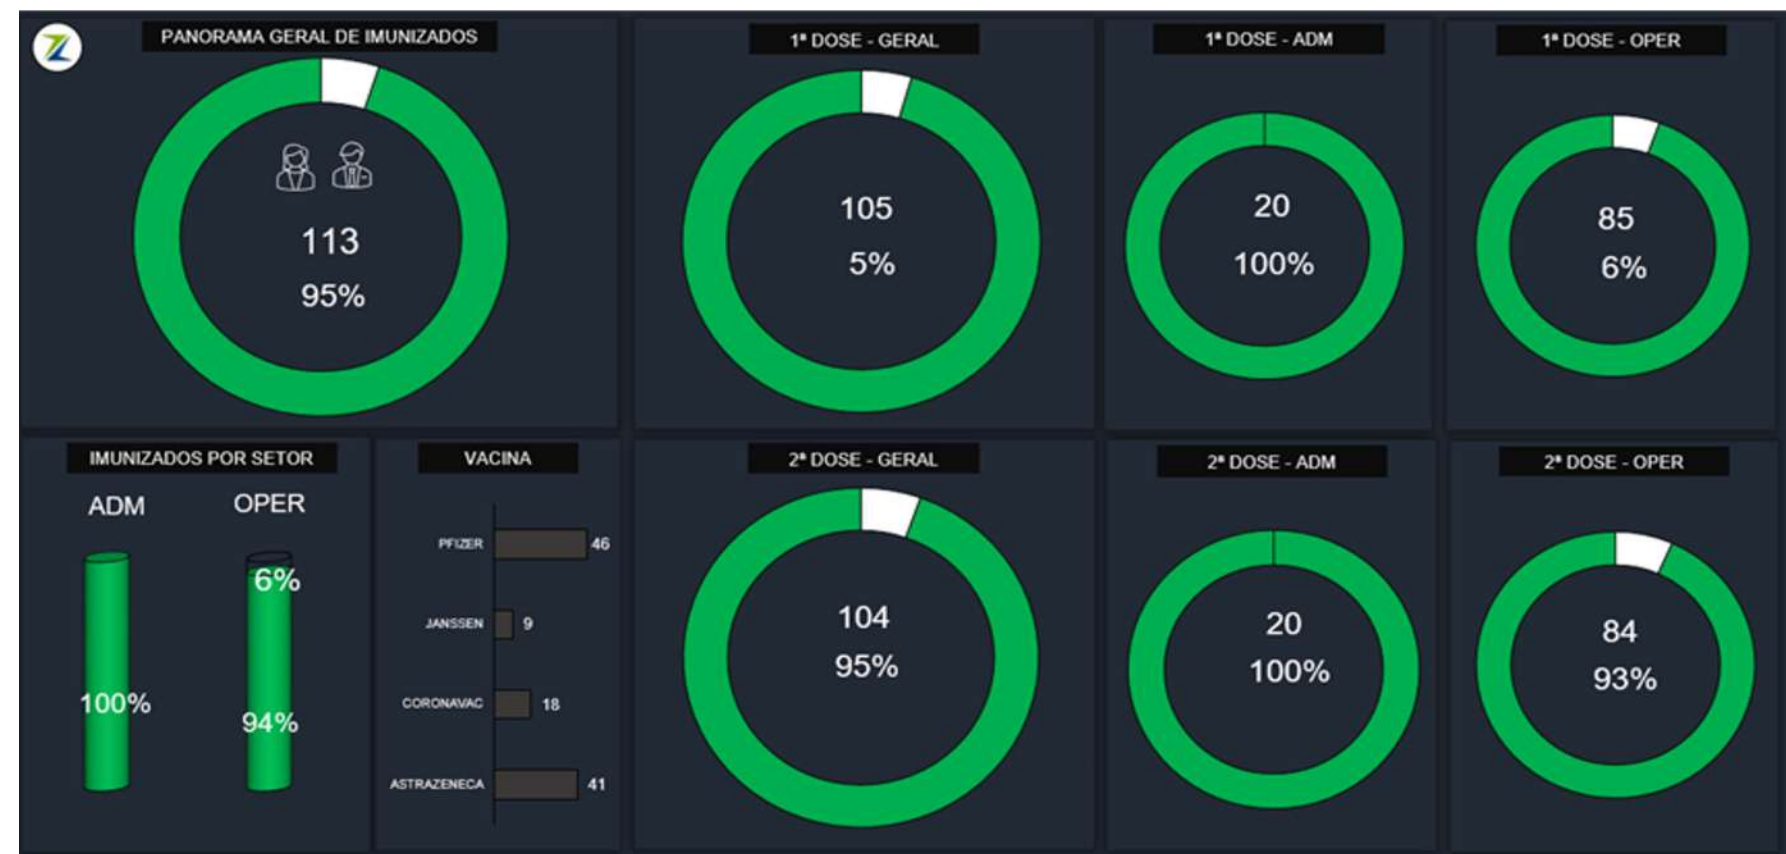 PANORAMA GERAL DE IMUNIZADOS
113
95%
1ª DOSE - GERAL
105
5%
1ª DOSE - ADM
20
100%
1ª DOSE - OPER
85
6%
IMUNIZADOS POR SETOR
ADM
100%
OPER
6%
94%
VACINA
PFIZER 46
JANSSEN 9
CORONAVAC 18
ASTRAZENECA 41
2ª DOSE - GERAL
104
95%
2ª DOSE - ADM
20
100%
2ª DOSE - OPER
84
93%